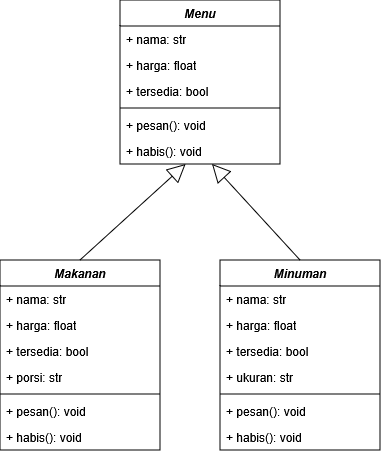 Menu
+ nama: str
+ harga: float
+ tersedia: bool
+ pesan(): void
+ habis(): void
Makanan
+ nama: str
+ harga: float
+ tersedia: bool
+ porsi: str
+ pesan(): void
+ habis(): void
Minuman
+ nama: str
+ harga: float
+ tersedia: bool
+ ukuran: str
+ pesan(): void
+ habis(): void